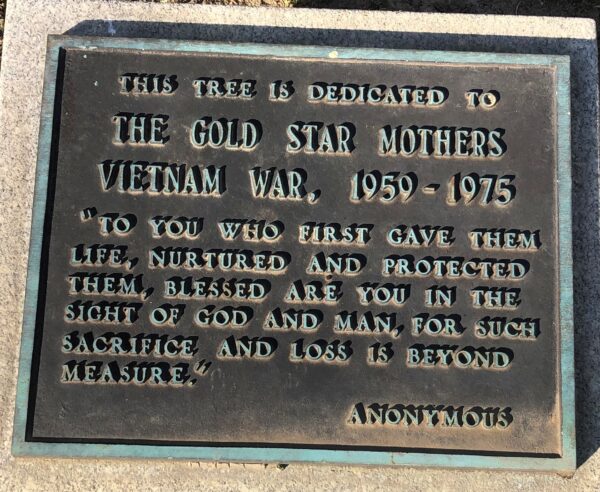 THIS TREE IS DEDICATED TO
THE GOLD STAR MOTHERS
VIETNAM WAR, 1959-1975
"TO YOU WHO FIRST GAVE THEM
LIFE, NURTURED AND PROTECTED
THEM, BLESSED ARE YOU IN THE
SIGHT OF GOD AND MAN, FOR SUCH
SACRIFICE AND LOSS IS BEYOND
MEASURE."
ANONYMOUS